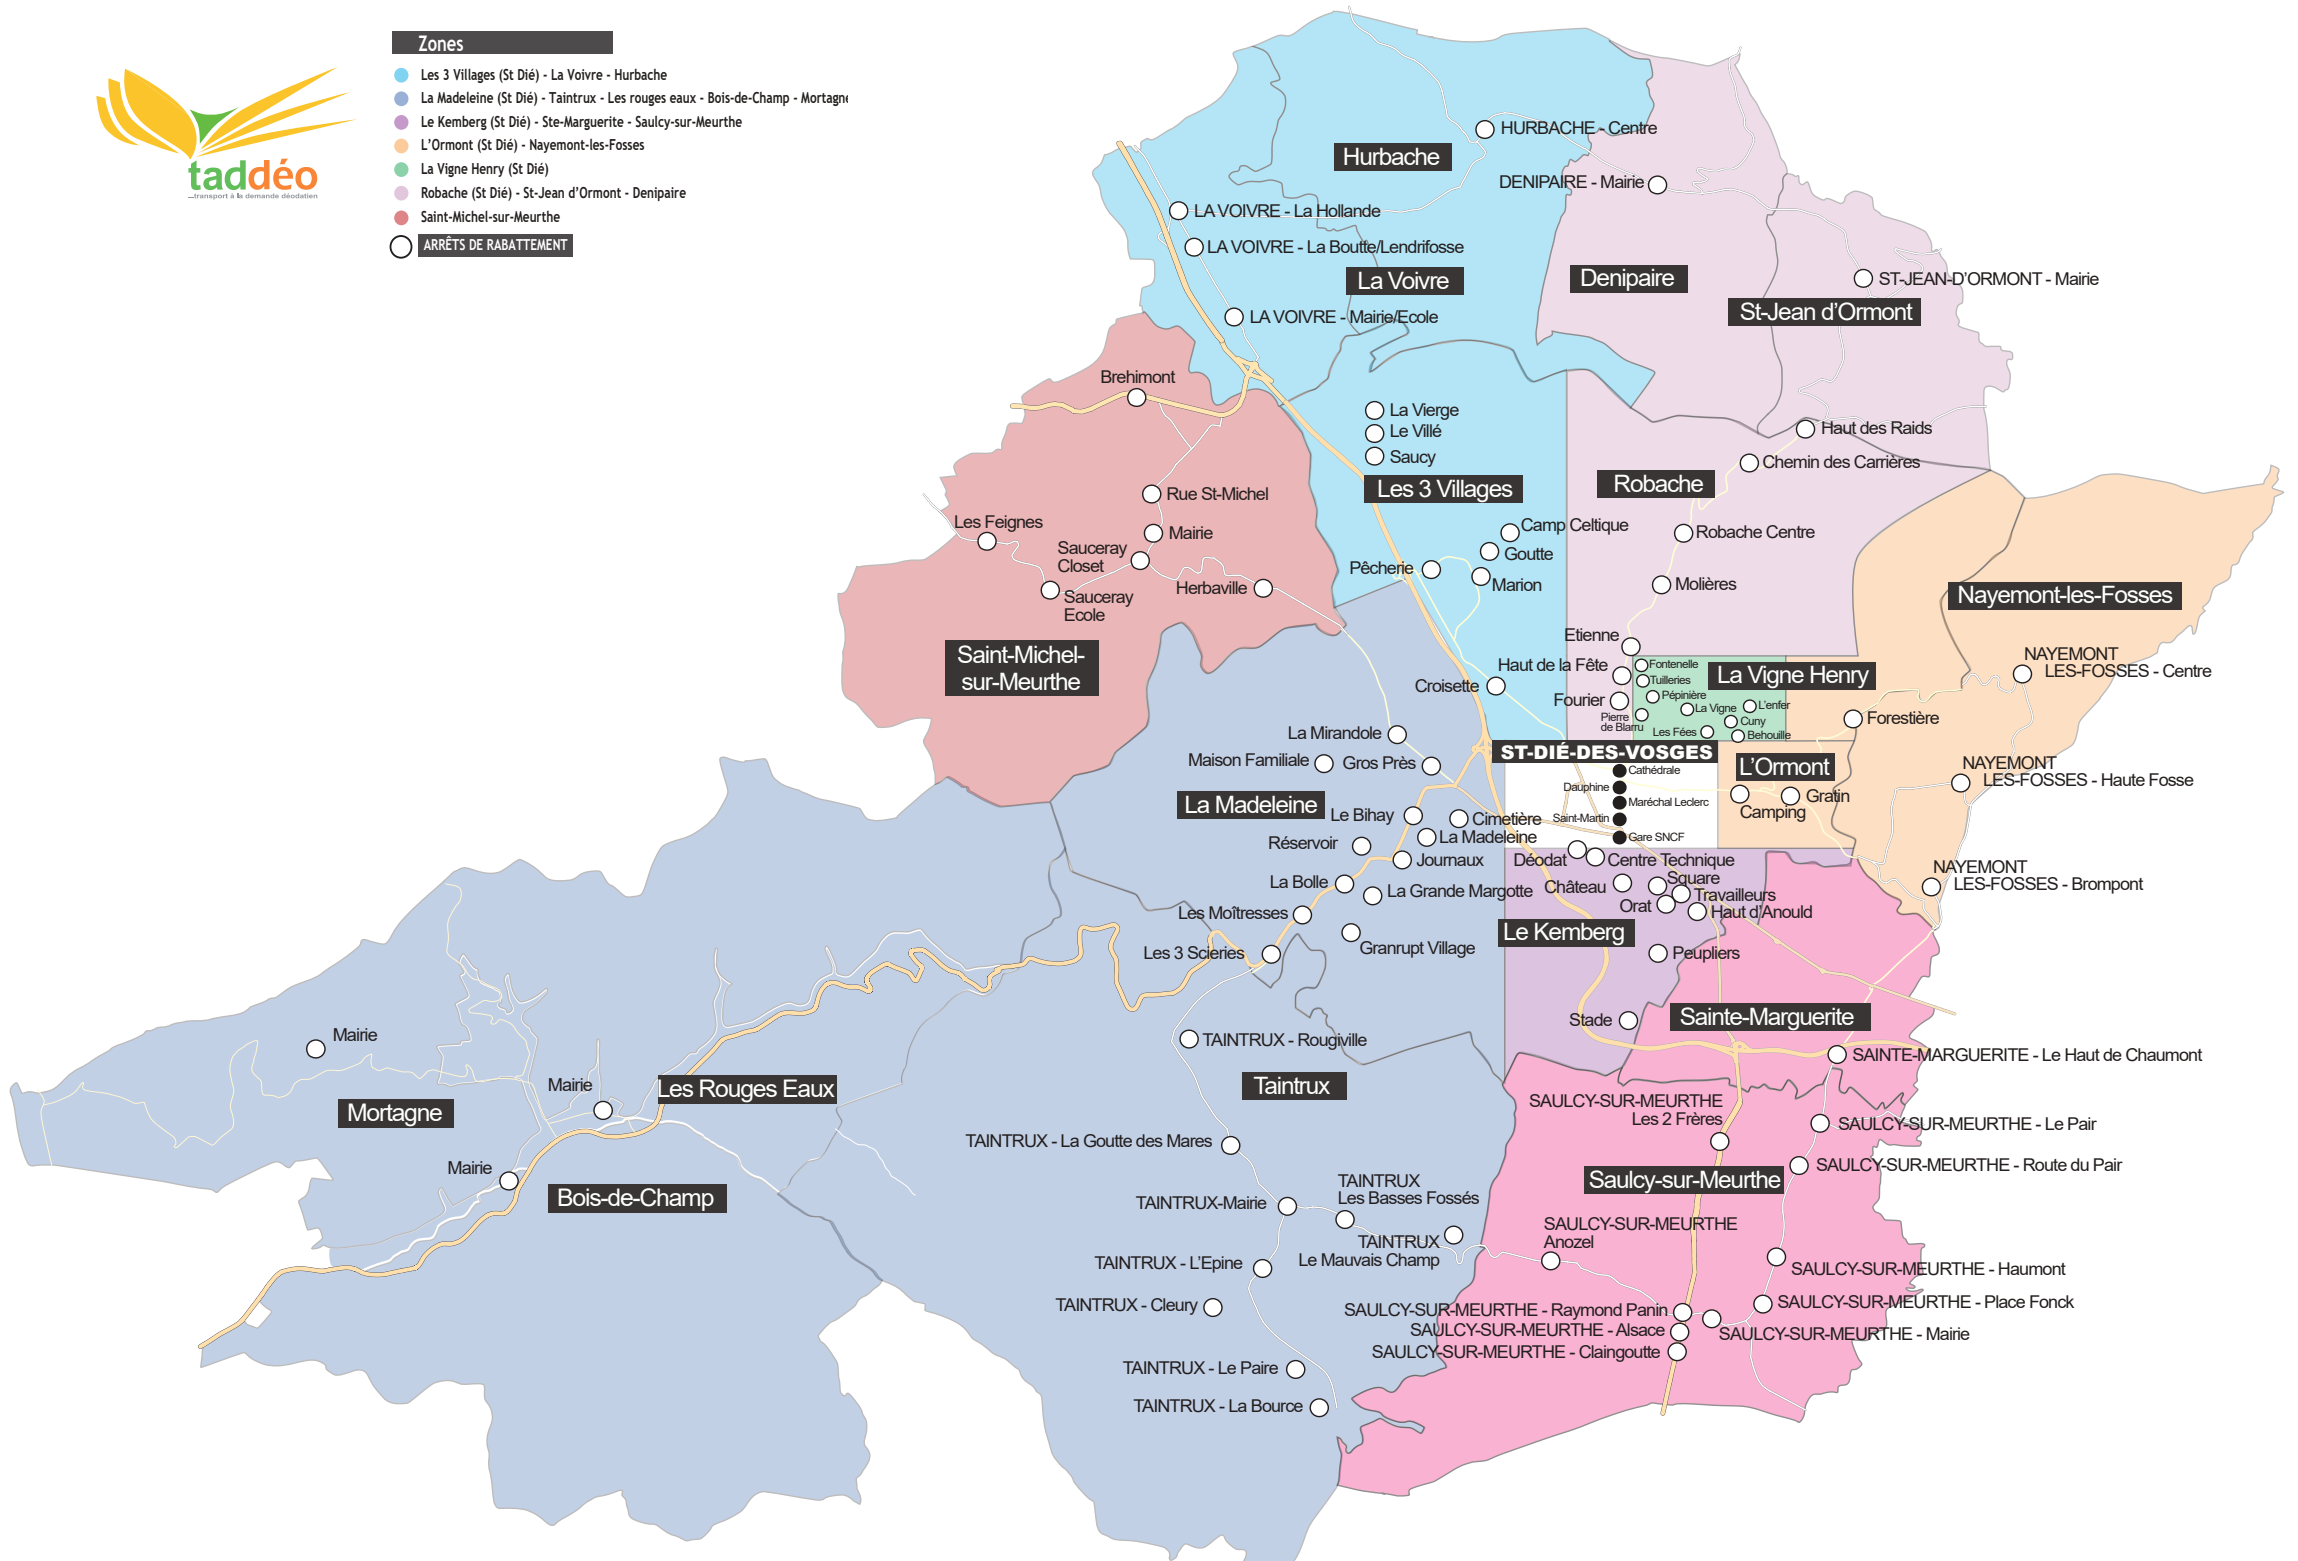 Zones
Les 3 Villages (St Dié) - La Voivre - Hurbache
La Madeleine (St Dié) - Taintrux - Les rouges eaux - Bois-de-Champ - Mortagne
Le Kemberg (St Dié) - Ste-Marguerite - Saulcy-sur-Meurthe
L'Ormont (St Dié) - Nayemont-les-Fosses
La Vigne Henry (St Dié)
Robache (St Dié) - St-Jean d'Ormont - Denipaire
Saint-Michel-sur-Meurthe
ARRÊTS DE RABATTEMENT
taddéo
...transport à la demande déodatien
HURBACHE - Centre
Hurbache
DENIPAIRE - Mairie
LA VOIVRE - La Hollande
LA VOIVRE - La Boutte/Lendrifosse
La Voivre
Denipaire
ST-JEAN-D'ORMONT - Mairie
St-Jean d'Ormont
LA VOIVRE - Mairie/Ecole
Brehimont
La Vierge
Le Villé
Saucy
Les 3 Villages
Haut des Raids
Chemin des Carrières
Robache
Rue St-Michel
Les Feignes
Mairie
Sauceray
Closet
Sauceray
Ecole
Herbaville
Saint-Michel-
sur-Meurthe
Camp Celtique
Goutte
Pêcherie
Marion
Robache Centre
Molières
Nayemont-les-Fosses
Etienne
Haut de la Fête
Fourier
Croisette
Fontenelle
Tuilleries
Pépinière
La Vigne
L'enfer
Pierre
de Blarru
Cuny
Les Fées
Behouille
La Vigne Henry
NAYEMONT
LES-FOSSES - Centre
Forestière
La Mirandole
Maison Familiale
Gros Près
ST-DIÉ-DES-VOSGES
Cathédrale
Dauphine
Maréchal Leclerc
Saint-Martin
Gare SNCF
L'Ormont
Camping
Gratin
NAYEMONT
LES-FOSSES - Haute Fosse
La Madeleine
Le Bihay
Cimetière
La Madeleine
Réservoir
Journaux
La Bolle
La Grande Margotte
Les Moîtresses
Granrupt Village
Les 3 Scieries
Déodat
Centre Technique
Château
Square
Travailleurs
Orat
Haut d'Anould
Le Kemberg
Peupliers
Stade
NAYEMONT
LES-FOSSES - Brompont
Sainte-Marguerite
SAINTE-MARGUERITE - Le Haut de Chaumont
Mairie
Mairie
Les Rouges Eaux
Mortagne
Mairie
Bois-de-Champ
TAINTRUX - Rougiville
Taintrux
TAINTRUX - La Goutte des Mares
TAINTRUX-Mairie
TAINTRUX
Les Basses Fossés
TAINTRUX
Le Mauvais Champ
TAINTRUX - L'Epine
TAINTRUX - Cleury
TAINTRUX - Le Paire
TAINTRUX - La Bource
SAULCY-SUR-MEURTHE
Les 2 Frères
SAULCY-SUR-MEURTHE - Le Pair
SAULCY-SUR-MEURTHE - Route du Pair
Saulcy-sur-Meurthe
SAULCY-SUR-MEURTHE
Anozel
SAULCY-SUR-MEURTHE - Haumont
SAULCY-SUR-MEURTHE - Place Fonck
SAULCY-SUR-MEURTHE - Raymond Panin
SAULCY-SUR-MEURTHE - Alsace
SAULCY-SUR-MEURTHE - Mairie
SAULCY-SUR-MEURTHE - Claingoutte